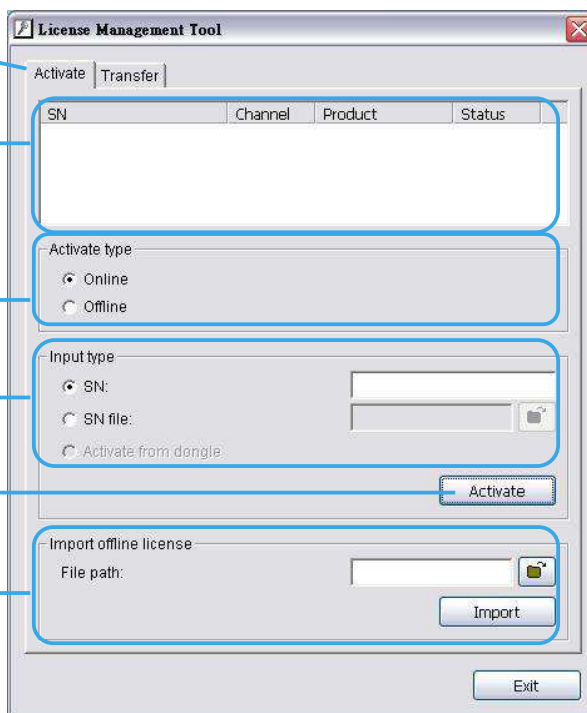 License Management Tool
Activate Transfer
SN Channel Product Status
Activate type
Online
Offline
Input type
SN:
SN file:
Activate from dongle
Activate
Import offline license
File path:
Import
Exit